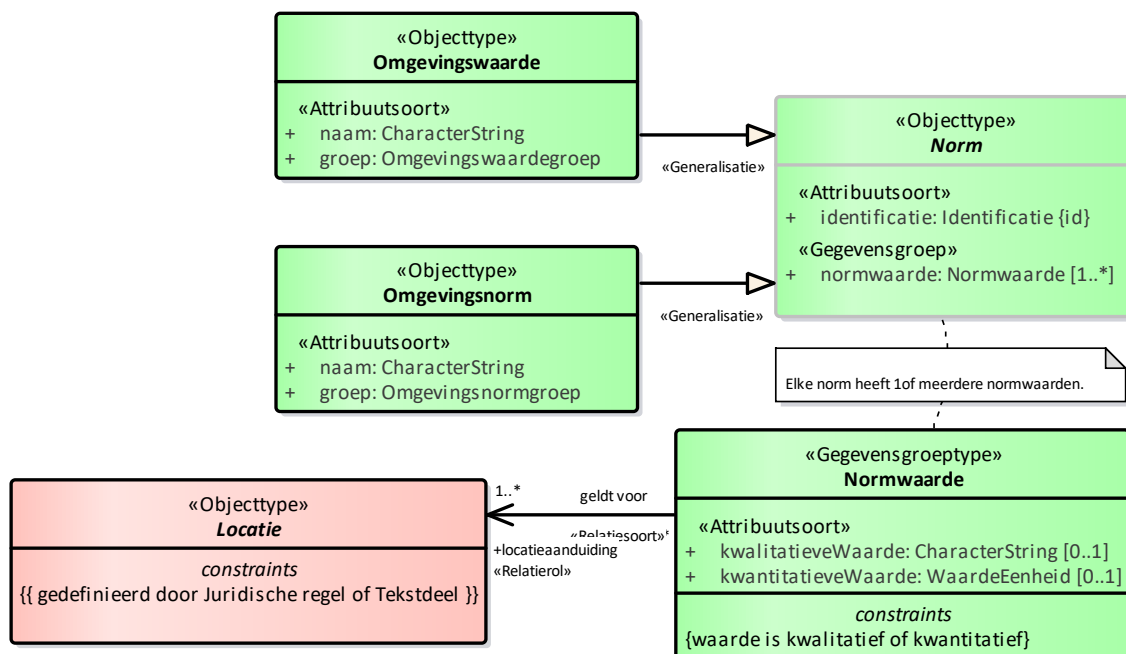 «Objecttype»
Omgevingswaarde
«Attribuutsoort»
+ naam: CharacterString
+ groep: Omgevingswaardegroep
«Generalisatie»
«Objecttype»
Norm
«Attribuutsoort»
+ identificatie: Identificatie {id}
«Gegevensgroep»
+ normwaarde: Normwaarde [1..*]
«Objecttype»
Omgevingsnorm
«Attribuutsoort»
+ naam: CharacterString
+ groep: Omgevingsnormgroep
«Generalisatie»
Elke norm heeft 1of meerdere normwaarden.
«Gegevensgroeptype»
Normwaarde
«Attribuutsoort»
+ kwalitatieveWaarde: CharacterString [0..1]
+ kwantitatieveWaarde: WaardeEenheid [0..1]
constraints
{waarde is kwalitatief of kwantitatief}
1..*
geldt voor
«Relatiesoort»*
+locatieaanduiding
«Relatierol»
«Objecttype»
Locatie
constraints
{{ gedefinieerd door Juridische regel of Tekstdeel }}